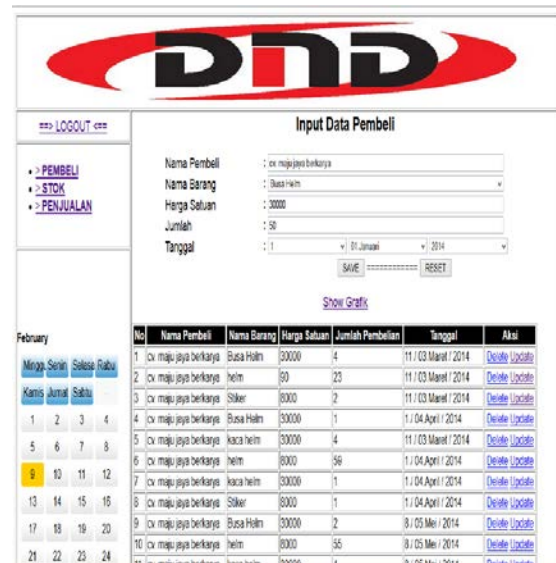 DND
==> LOGOUT <==
> PEMBELI
> STOK
> PENJUALAN
February
Minggu Senin Selasa Rabu
Kamis Jumat Sabtu
1 2 3 4
5 6 7 8
9 10 11 12
13 14 15 16
17 18 19 20
21 22 23 24
Input Data Pembeli
Nama Pembeli : cv. maju jaya berkarya
Nama Barang : Busa Helm
Harga Satuan : 30000
Jumlah : 50
Tanggal : 1 01.Januari 2014
SAVE ============ RESET
Show Grafik
No Nama Pembeli Nama Barang Harga Satuan Jumlah Pembelian Tanggal Aksi
1 cv. maju jaya berkarya Busa Helm 30000 4 11 / 03.Maret / 2014 Delete Update
2 cv. maju jaya berkarya helm 90 23 11 / 03.Maret / 2014 Delete Update
3 cv. maju jaya berkarya Stiker 8000 2 11 / 03.Maret / 2014 Delete Update
4 cv. maju jaya berkarya Busa Helm 30000 1 1 / 04.April / 2014 Delete Update
5 cv. maju jaya berkarya kaca helm 30000 4 11 / 03.Maret / 2014 Delete Update
6 cv. maju jaya berkarya helm 8000 59 1 / 04.April / 2014 Delete Update
7 cv. maju jaya berkarya kaca helm 30000 1 1 / 04.April / 2014 Delete Update
8 cv. maju jaya berkarya Stiker 8000 1 1 / 04.April / 2014 Delete Update
9 cv. maju jaya berkarya Busa Helm 30000 2 8 / 05.Mei / 2014 Delete Update
10 cv. maju jaya berkarya helm 8000 55 8 / 05.Mei / 2014 Delete Update